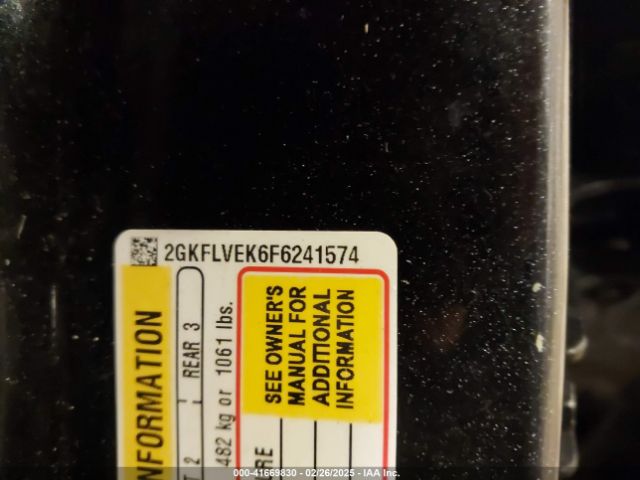 2GKFLVEK6F6241574
INFORMATION
T 2 REAR 3
482 kg or 1061 lbs.
SEE OWNER'S
MANUAL FOR
ADDITIONAL
INFORMATION
000-41669830 - 02/26/2025 - IAA Inc.